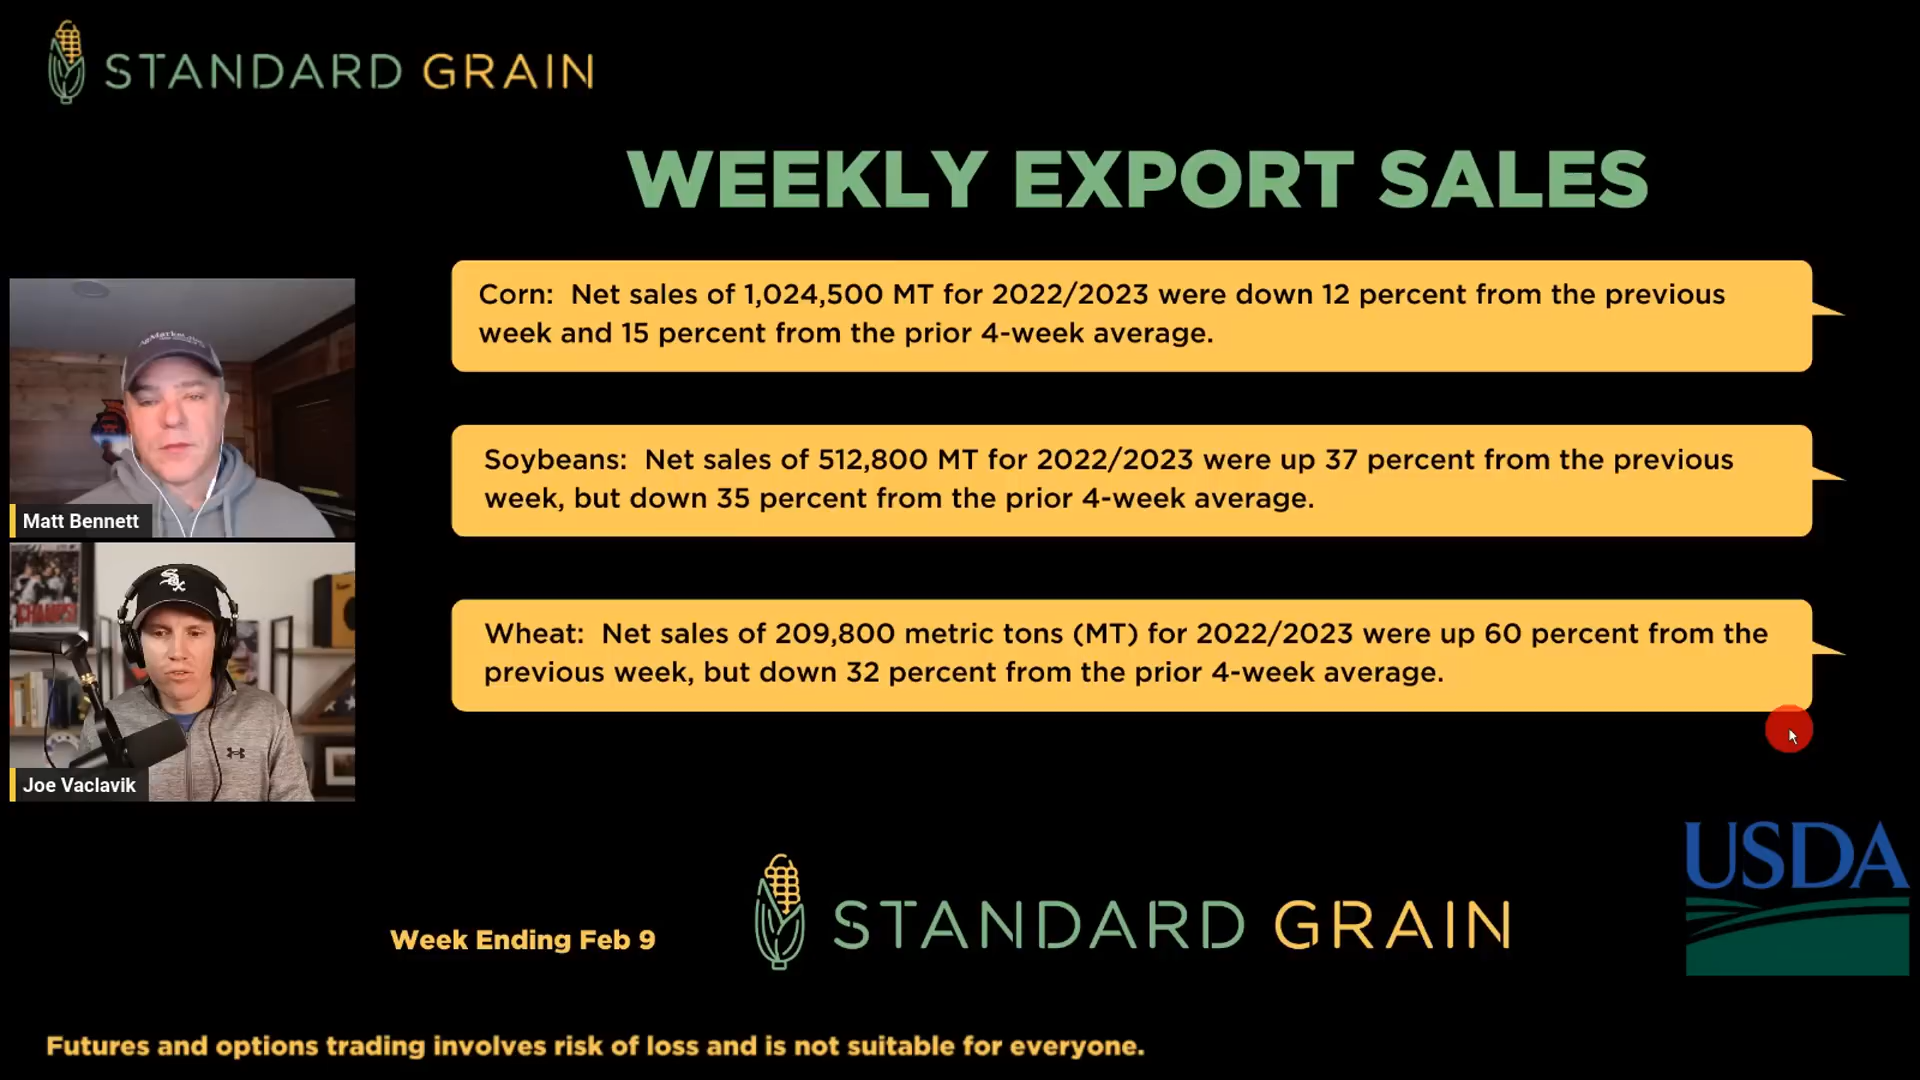 STANDARD GRAIN
WEEKLY EXPORT SALES
Corn: Net sales of 1,024,500 MT for 2022/2023 were down 12 percent from the previous
week and 15 percent from the prior 4-week average.
Soybeans: Net sales of 512,800 MT for 2022/2023 were up 37 percent from the previous
week, but down 35 percent from the prior 4-week average.
Wheat: Net sales of 209,800 metric tons (MT) for 2022/2023 were up 60 percent from the
previous week, but down 32 percent from the prior 4-week average.
Matt Bennett
CHAMPS!
Sox
Joe Vaclavik
Week Ending Feb 9
STANDARD GRAIN
USDA
Futures and options trading involves risk of loss and is not suitable for everyone.